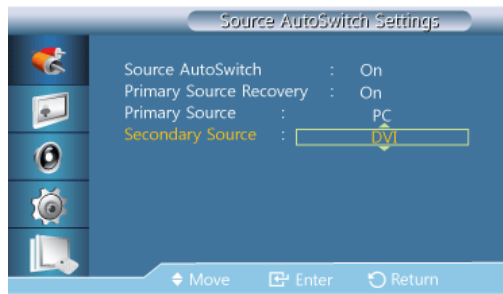 Source AutoSwitch Settings
Source AutoSwitch : On
Primary Source Recovery : On
Primary Source : PC
Secondary Source : DVI
Move Enter Return